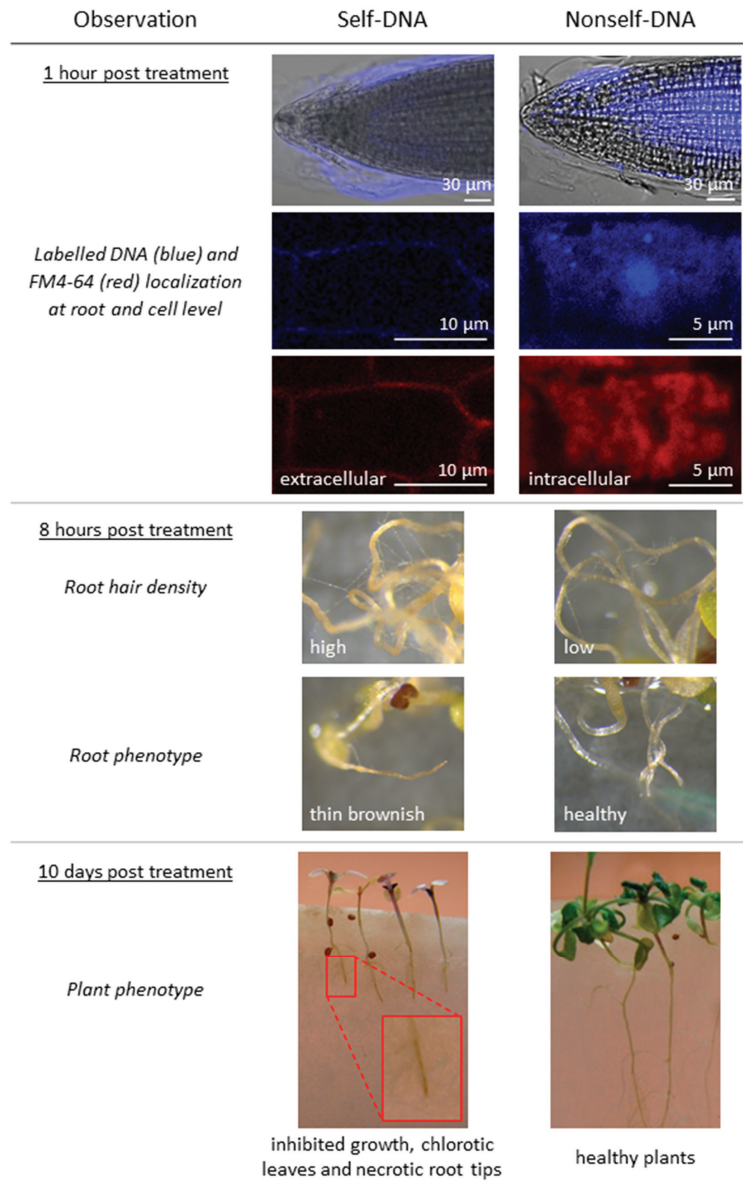 Observation
Self-DNA
Nonself-DNA
1 hour post treatment
30 µm
30 µm
Labelled DNA (blue) and
FM4-64 (red) localization
at root and cell level
10 µm
5 µm
extracellular
10 µm
intracellular
5 µm
8 hours post treatment
Root hair density
high
low
Root phenotype
thin brownish
healthy
10 days post treatment
Plant phenotype
inhibited growth, chlorotic
leaves and necrotic root tips
healthy plants